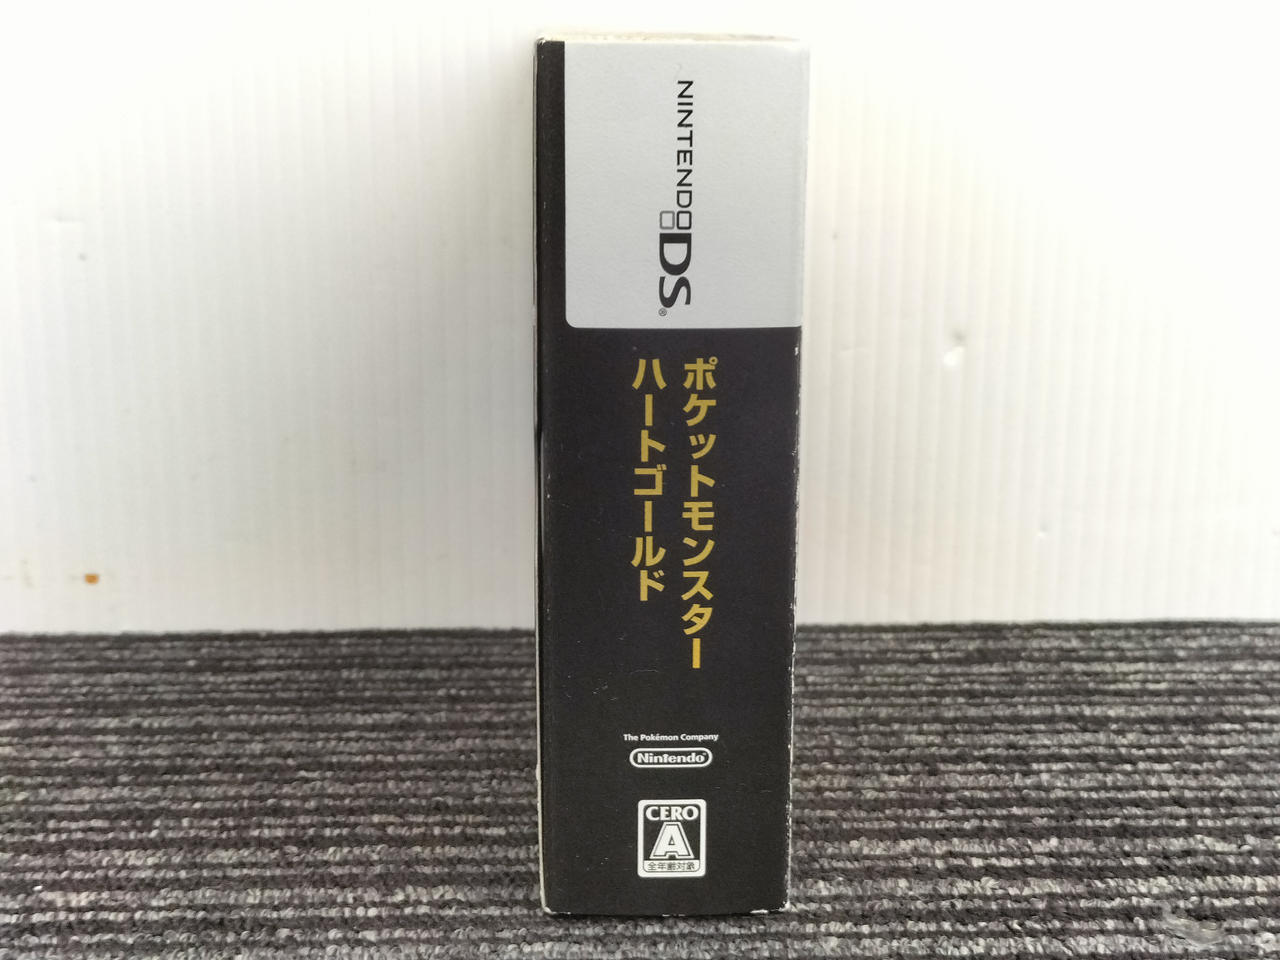 NINTENDO DS®
ポケットモンスター
ハートゴールド
The Pokémon Company
Nintendo
CERO
A
全年齢対象